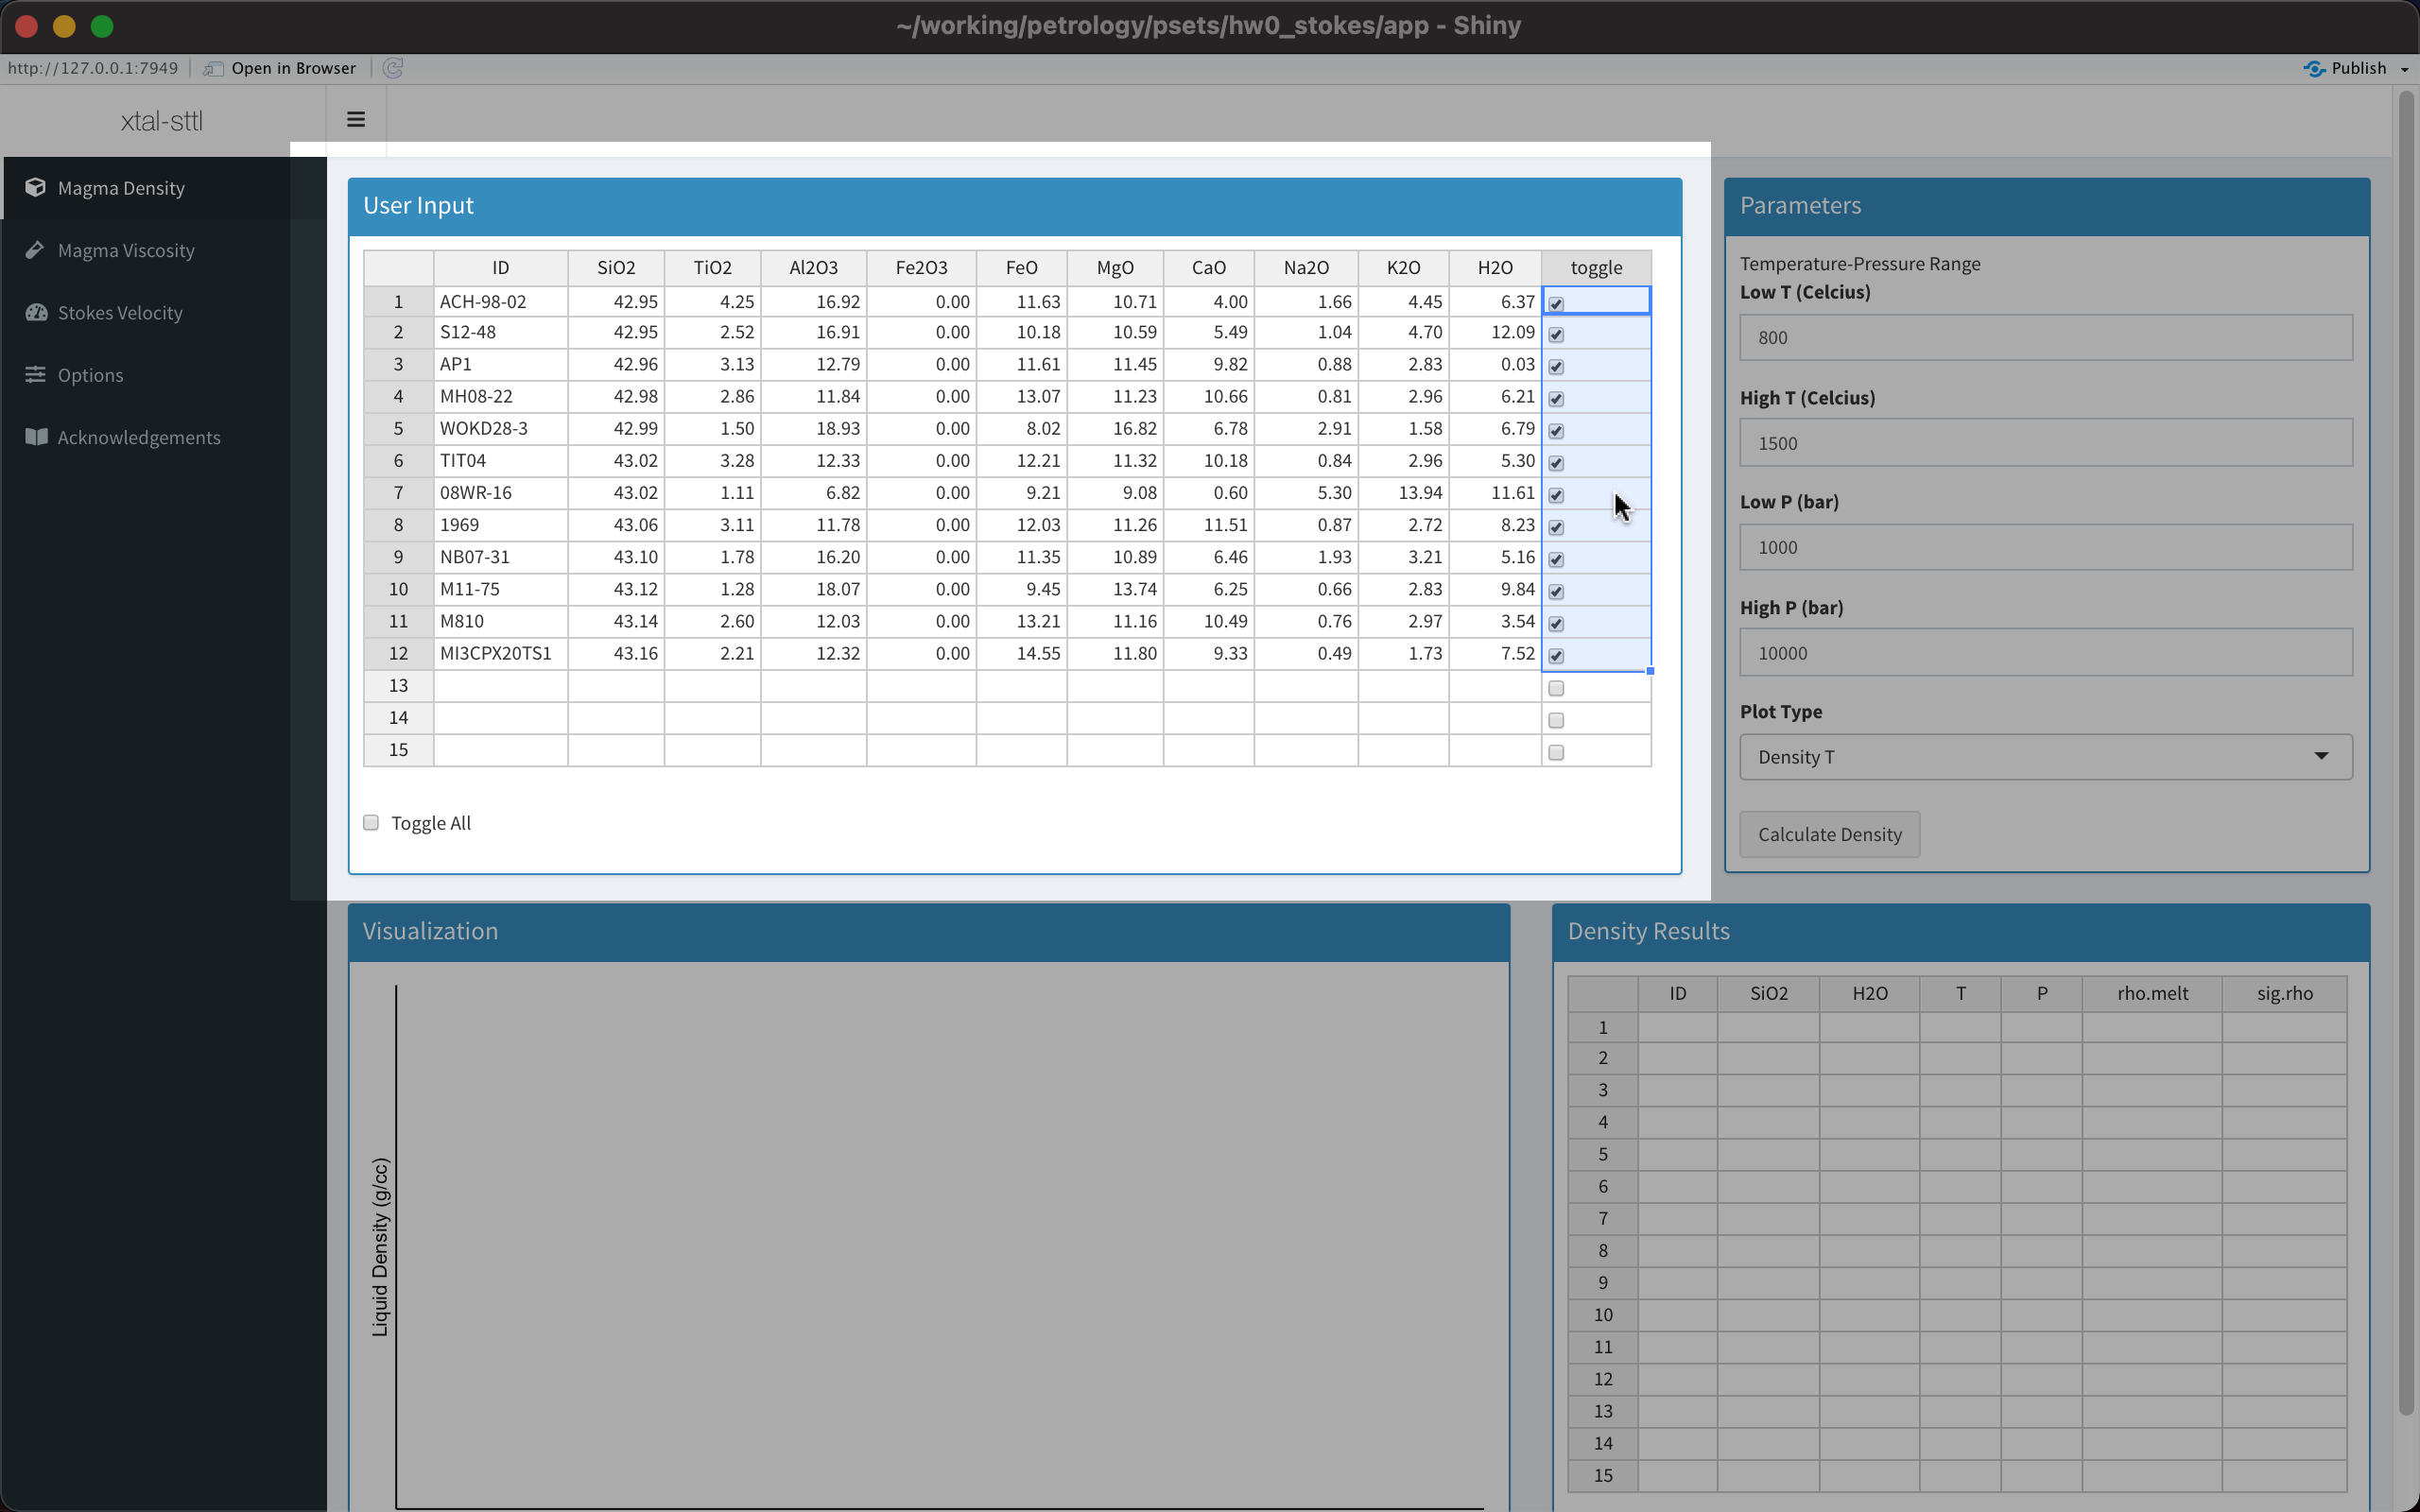 ~/working/petrology/psets/hw0_stokes/app - Shiny
http://127.0.0.1:7949 Open in Browser Publish
xtal-sttl
Magma Density
Magma Viscosity
Stokes Velocity
Options
Acknowledgements
User Input
ID SiO2 TiO2 Al2O3 Fe2O3 FeO MgO CaO Na2O K2O H2O toggle
1 ACH-98-02 42.95 4.25 16.92 0.00 11.63 10.71 4.00 1.66 4.45 6.37
2 S12-48 42.95 2.52 16.91 0.00 10.18 10.59 5.49 1.04 4.70 12.09
3 AP1 42.96 3.13 12.79 0.00 11.61 11.45 9.82 0.88 2.83 0.03
4 MH08-22 42.98 2.86 11.84 0.00 13.07 11.23 10.66 0.81 2.96 6.21
5 WOKD28-3 42.99 1.50 18.93 0.00 8.02 16.82 6.78 2.91 1.58 6.79
6 TIT04 43.02 3.28 12.33 0.00 12.21 11.32 10.18 0.84 2.96 5.30
7 08WR-16 43.02 1.11 6.82 0.00 9.21 9.08 0.60 5.30 13.94 11.61
8 1969 43.06 3.11 11.78 0.00 12.03 11.26 11.51 0.87 2.72 8.23
9 NB07-31 43.10 1.78 16.20 0.00 11.35 10.89 6.46 1.93 3.21 5.16
10 M11-75 43.12 1.28 18.07 0.00 9.45 13.74 6.25 0.66 2.83 9.84
11 M810 43.14 2.60 12.03 0.00 13.21 11.16 10.49 0.76 2.97 3.54
12 MI3CPX20TS1 43.16 2.21 12.32 0.00 14.55 11.80 9.33 0.49 1.73 7.52
13
14
15
Toggle All
Parameters
Temperature-Pressure Range
Low T (Celcius)
800
High T (Celcius)
1500
Low P (bar)
1000
High P (bar)
10000
Plot Type
Density T
Calculate Density
Visualization
Liquid Density (g/cc)
Density Results
ID SiO2 H2O T P rho.melt sig.rho
1
2
3
4
5
6
7
8
9
10
11
12
13
14
15